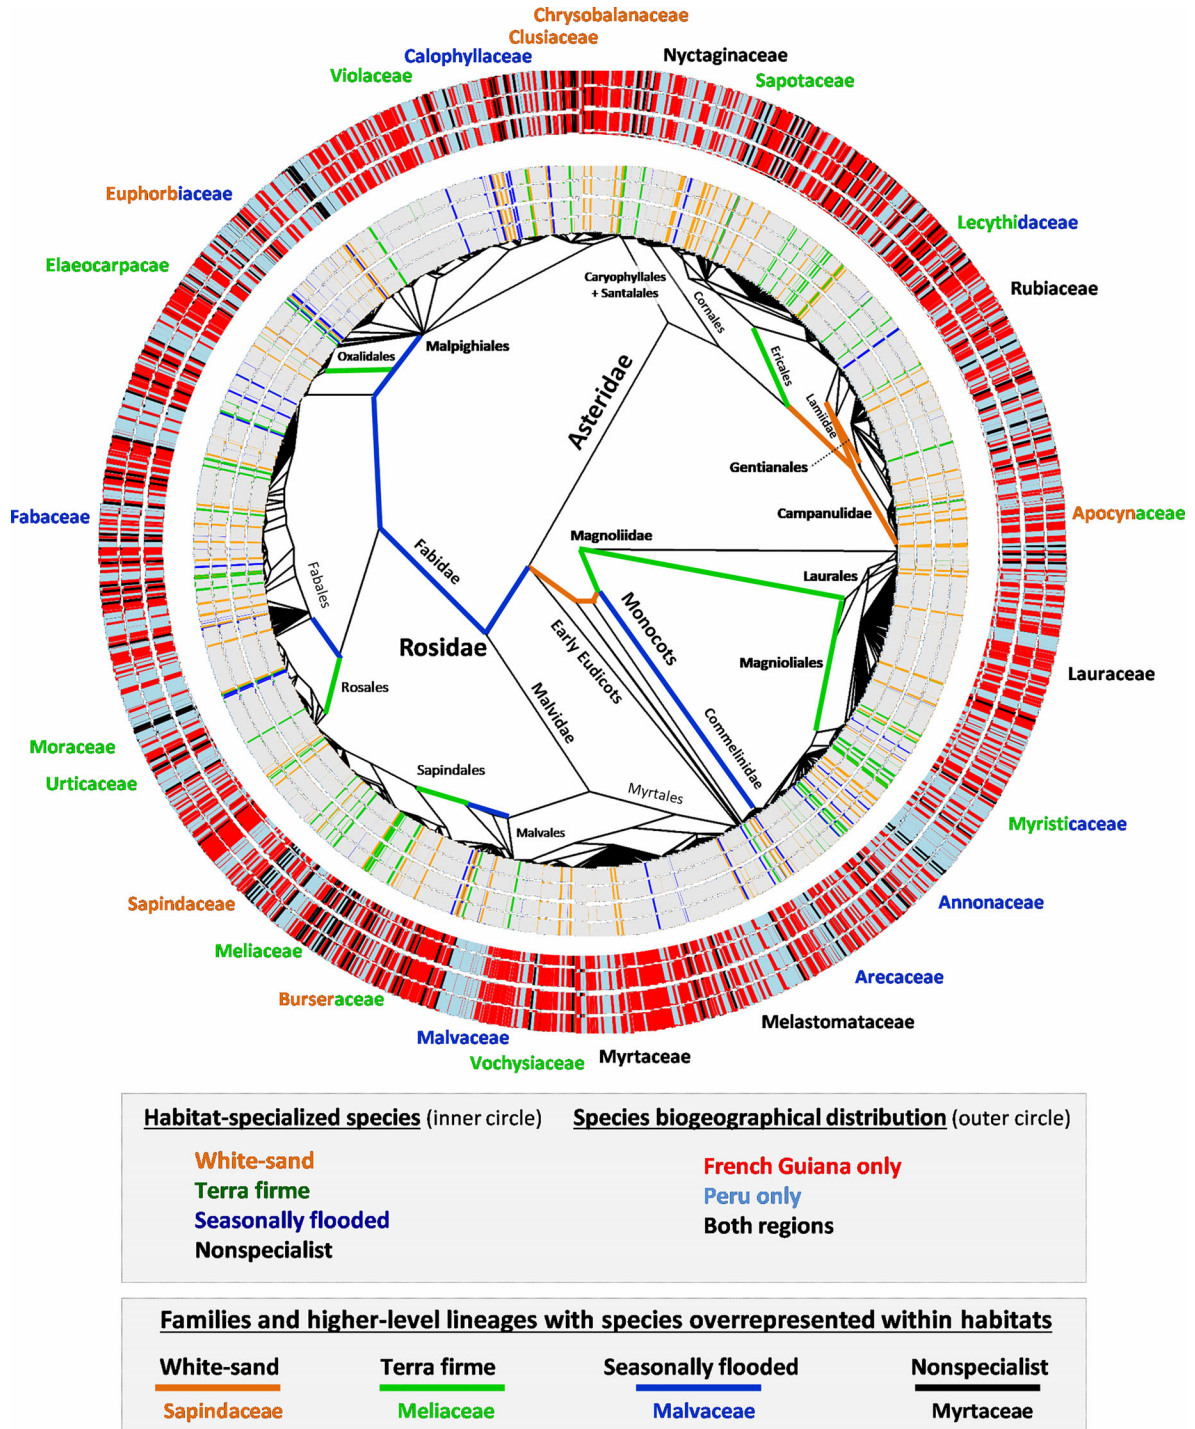 Chrysobalanaceae
Clusiaceae
Calophyllaceae
Nyctaginaceae
Violaceae
Sapotaceae
Euphorbiaceae
Lecythidaceae
Elaeocarpacae
Rubiaceae
Caryophyllales
+ Santalales
Cornales
Oxalidales
Malpighiales
Ericales
Asteridae
Lamiidae
Gentianales
Fabaceae
Campanulidae
Apocynaceae
Magnoliidae
Fabidae
Laurales
Fabales
Monocots
Rosidae
Early Eudicots
Magnioliales
Lauraceae
Rosales
Malvidae
Commelinidae
Moraceae
Urticaceae
Sapindales
Myrtales
Malvales
Myristicaceae
Sapindaceae
Annonaceae
Meliaceae
Arecaceae
Burseraceae
Melastomataceae
Malvaceae
Vochysiaceae
Myrtaceae
Habitat-specialized species (inner circle)
White-sand
Terra firme
Seasonally flooded
Nonspecialist
Species biogeographical distribution (outer circle)
French Guiana only
Peru only
Both regions
Families and higher-level lineages with species overrepresented within habitats
White-sand
Terra firme
Seasonally flooded
Nonspecialist
Sapindaceae
Meliaceae
Malvaceae
Myrtaceae